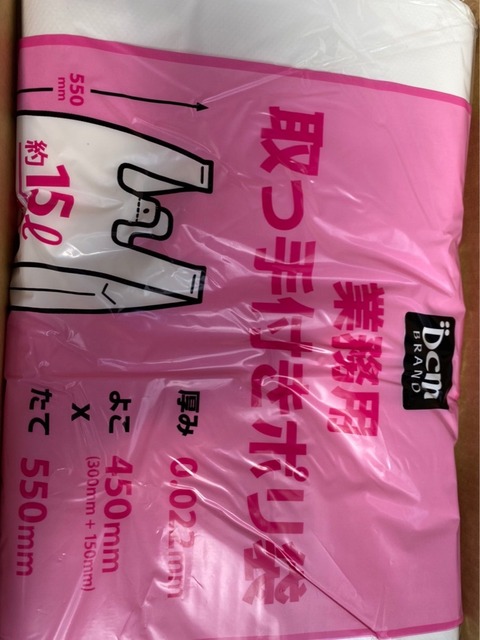 DCM
BRAND
業務用
取っ手付きポリ袋
厚み 0.022mm
よこ 450mm
(300mm + 150mm)
x
たて 550mm
550
mm
約15ℓ